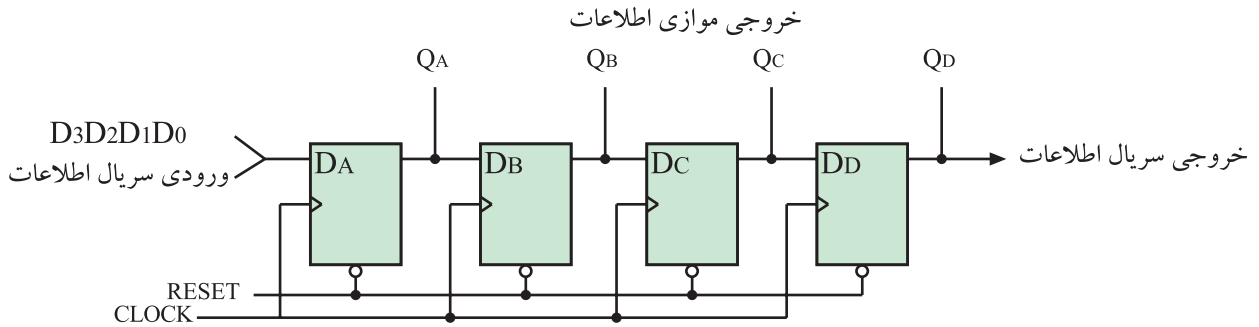 خروجی موازی اطلاعات
QA QB QC QD
D3D2D1D0
ورودی سریال اطلاعات
DA DB DC DD
خروجی سریال اطلاعات
RESET
CLOCK